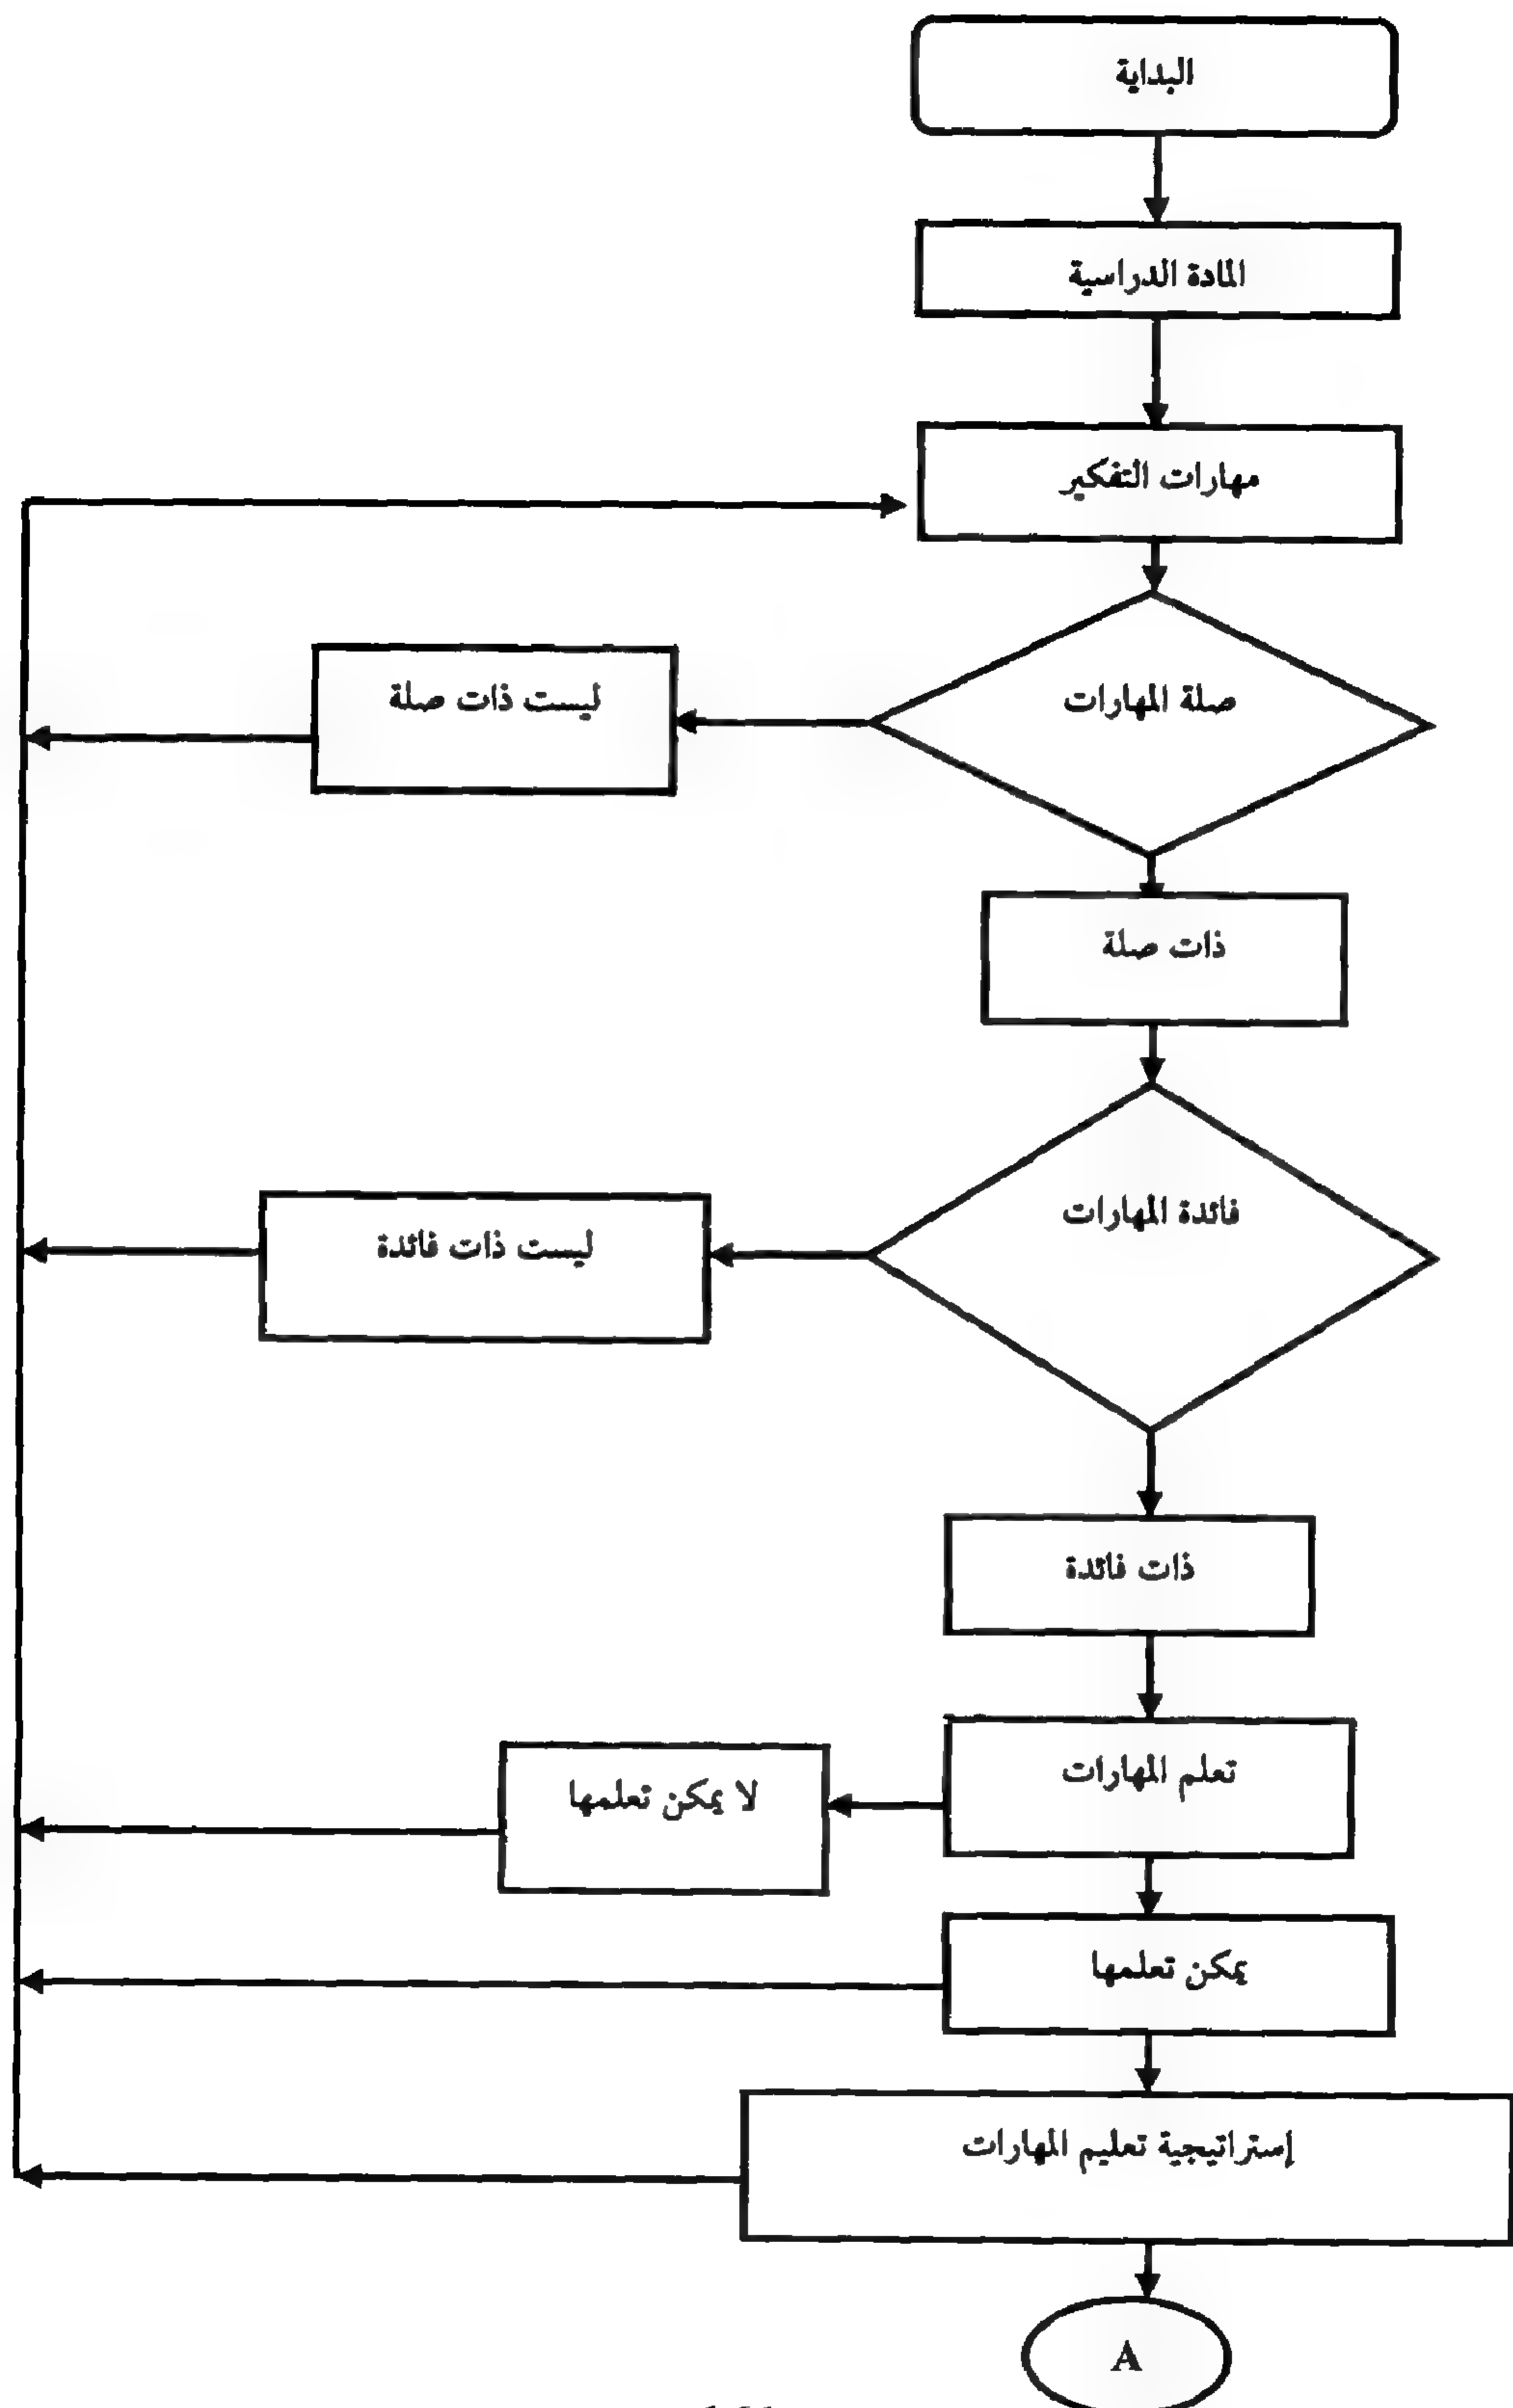 البداية
المادة الدراسية
مهارات التفكير
صلة المهارات
ليست ذات صلة
ذات صلة
فائدة المهارات
ليست ذات فائدة
ذات فائدة
تعلم المهارات
لا يمكن تعلمها
يمكن تعلمها
إستراتيجية تعليم المهارات
A